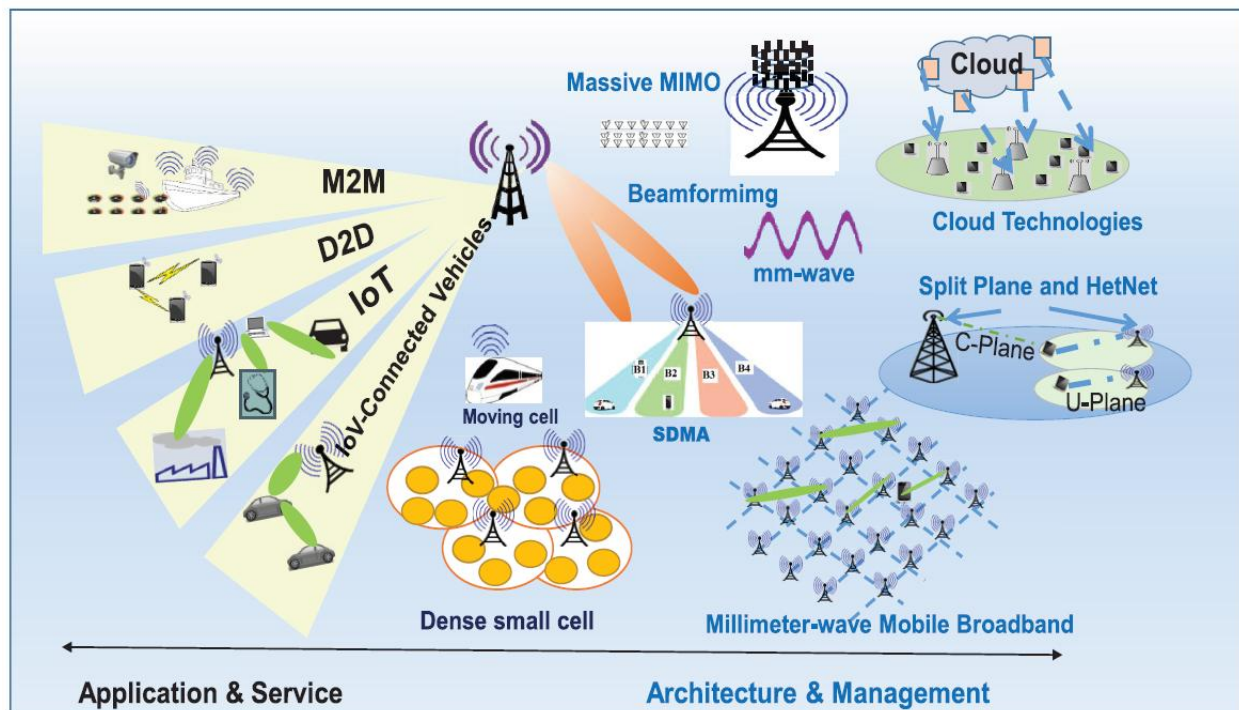 Massive MIMO
Cloud
M2M
Beamformimg
D2D
Cloud Technologies
mm-wave
IoT
IoV-Connected Vehicles
Split Plane and HetNet
C-Plane
B1
B2
B3
B4
U-Plane
Moving cell
SDMA
Dense small cell
Millimeter-wave Mobile Broadband
Application & Service
Architecture & Management